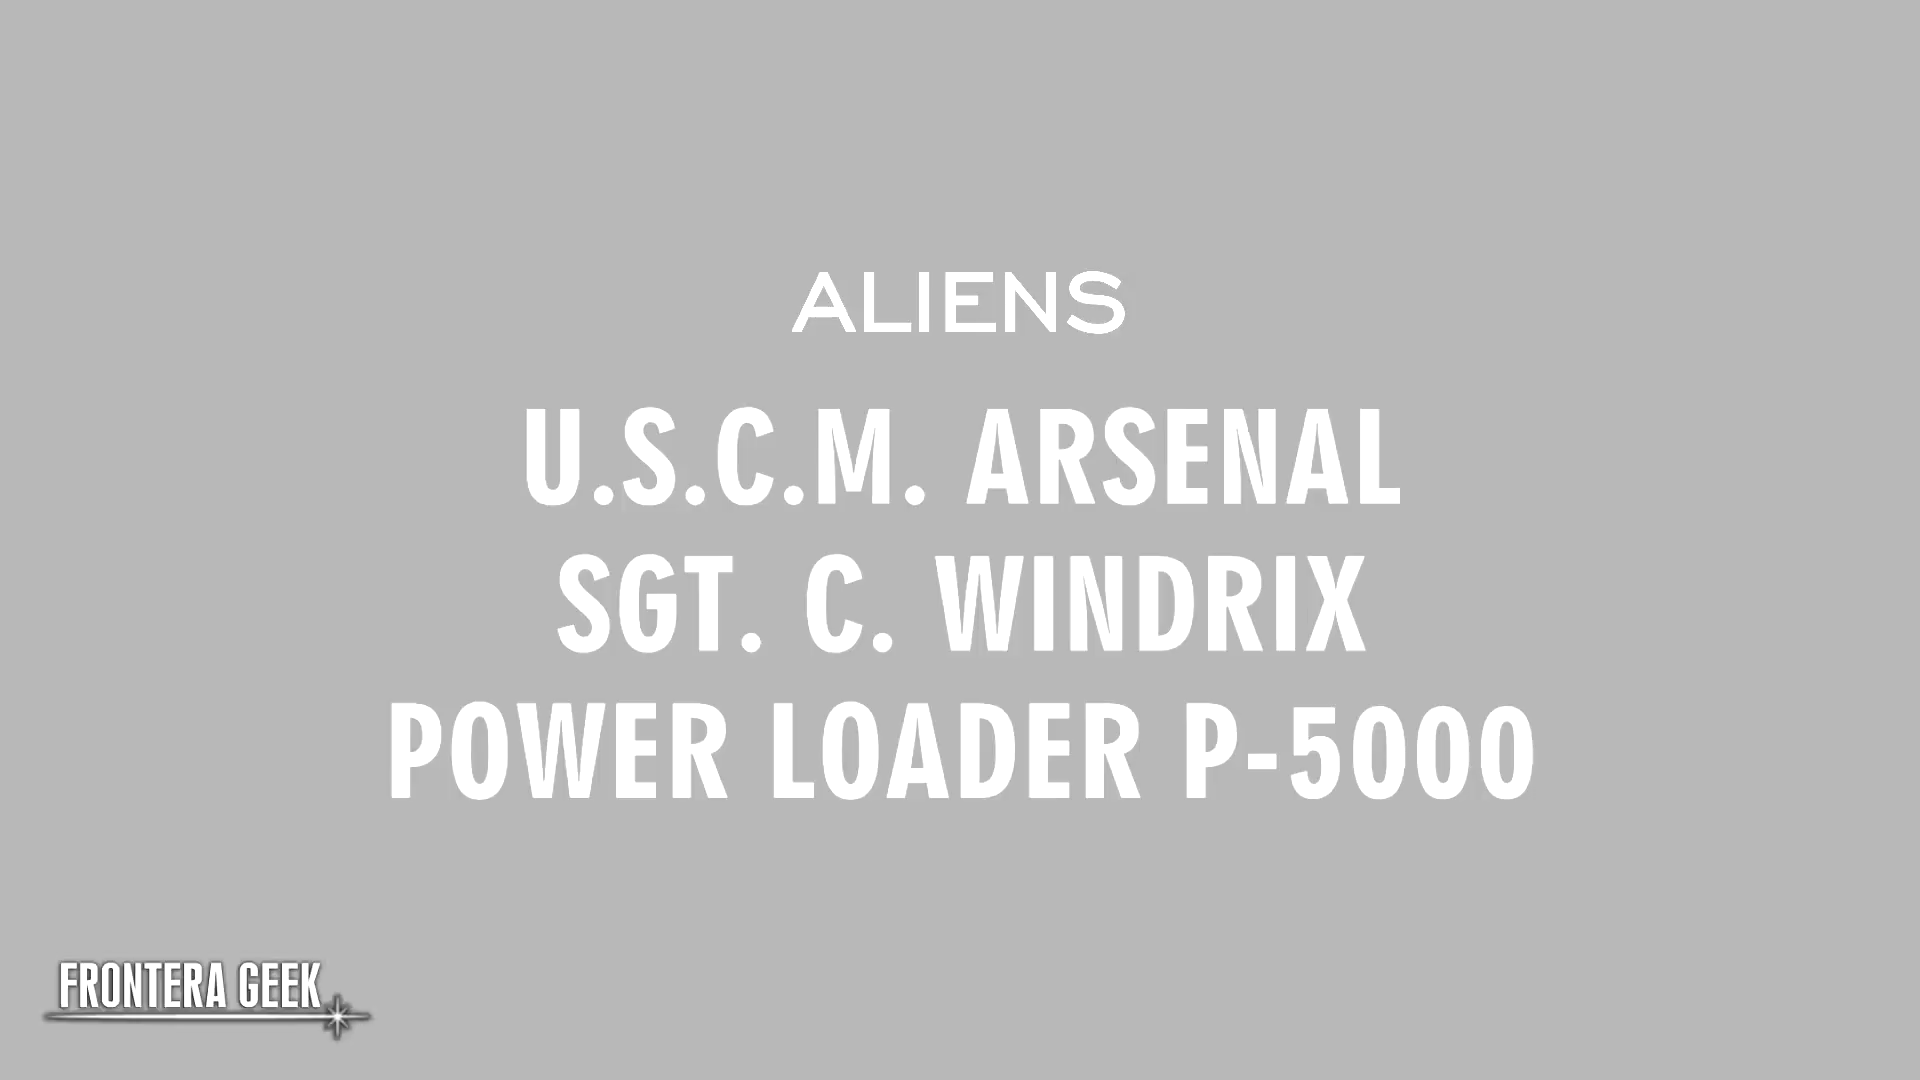 ALIENS
U.S.C.M. ARSENAL
SGT. C. WINDRIX
POWER LOADER P-5000
FRONTERA GEEK